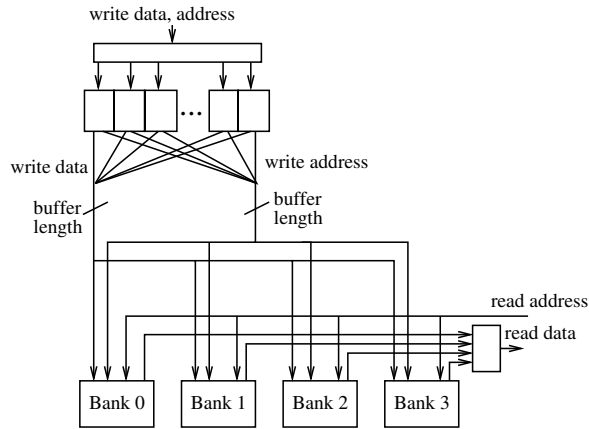 write data, address
...
write data
write address
buffer
length
buffer
length
read address
read data
Bank 0
Bank 1
Bank 2
Bank 3